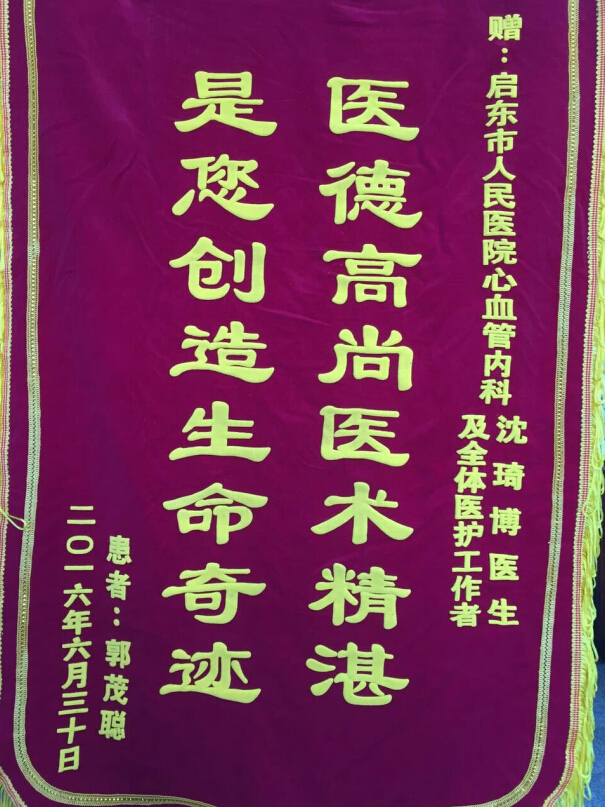 赠：启东市人民医院心血管内科
沈琦博医生
及全体医护工作者
医德高尚医术精湛
是您创造生命奇迹
患者：郭茂聪
二〇一六年六月三十日